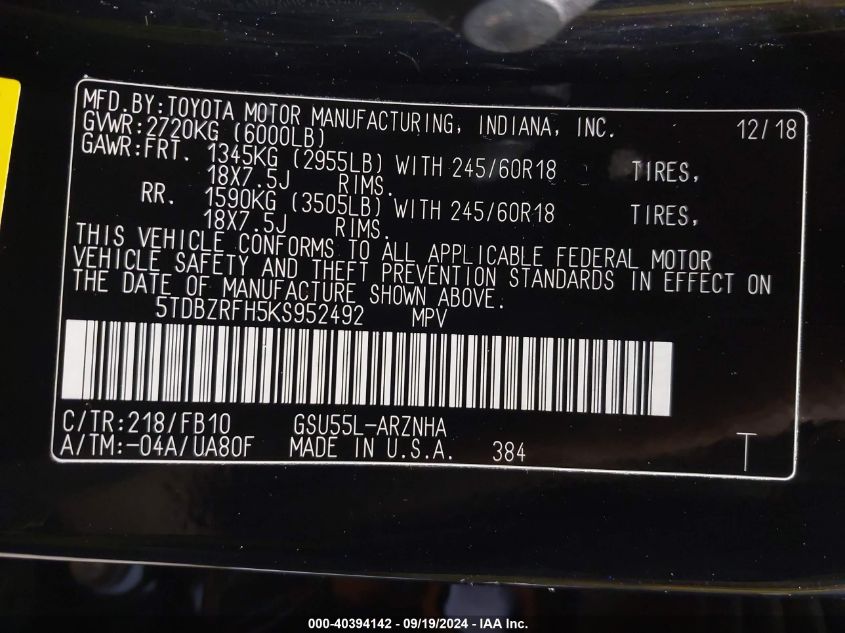 MFD.BY:TOYOTA MOTOR MANUFACTURING, INDIANA, INC. 12/18
GVWR:2720KG (6000LB)
GAWR:FRT. 1345KG (2955LB) WITH 245/60R18 TIRES,
18X7.5J RIMS.
RR. 1590KG (3505LB) WITH 245/60R18 TIRES,
18X7.5J RIMS.
THIS VEHICLE CONFORMS TO ALL APPLICABLE FEDERAL MOTOR
VEHICLE SAFETY AND THEFT PREVENTION STANDARDS IN EFFECT ON
THE DATE OF MANUFACTURE SHOWN ABOVE.
5TDBZRFH5KS952492 MPV
C/TR:218/FB10 GSU55L-ARZNHA
A/TM:-04A/UA80F MADE IN U.S.A. 384 T
000-40394142 - 09/19/2024 - IAA Inc.